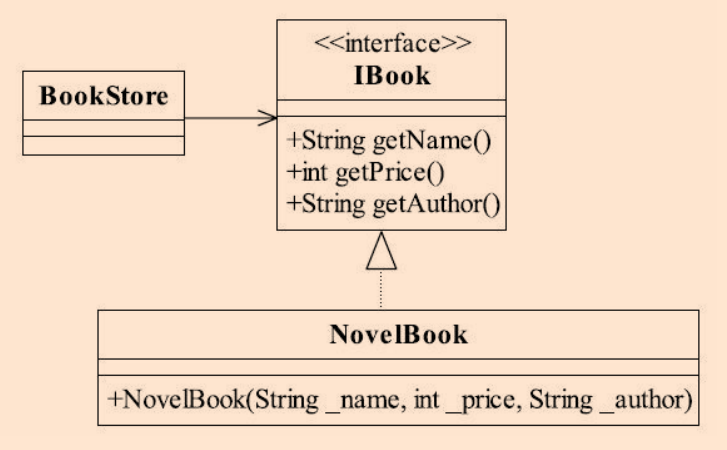 <<interface>>
IBook
BookStore
+String getName()
+int getPrice()
+String getAuthor()
NovelBook
+NovelBook(String _name, int _price, String _author)